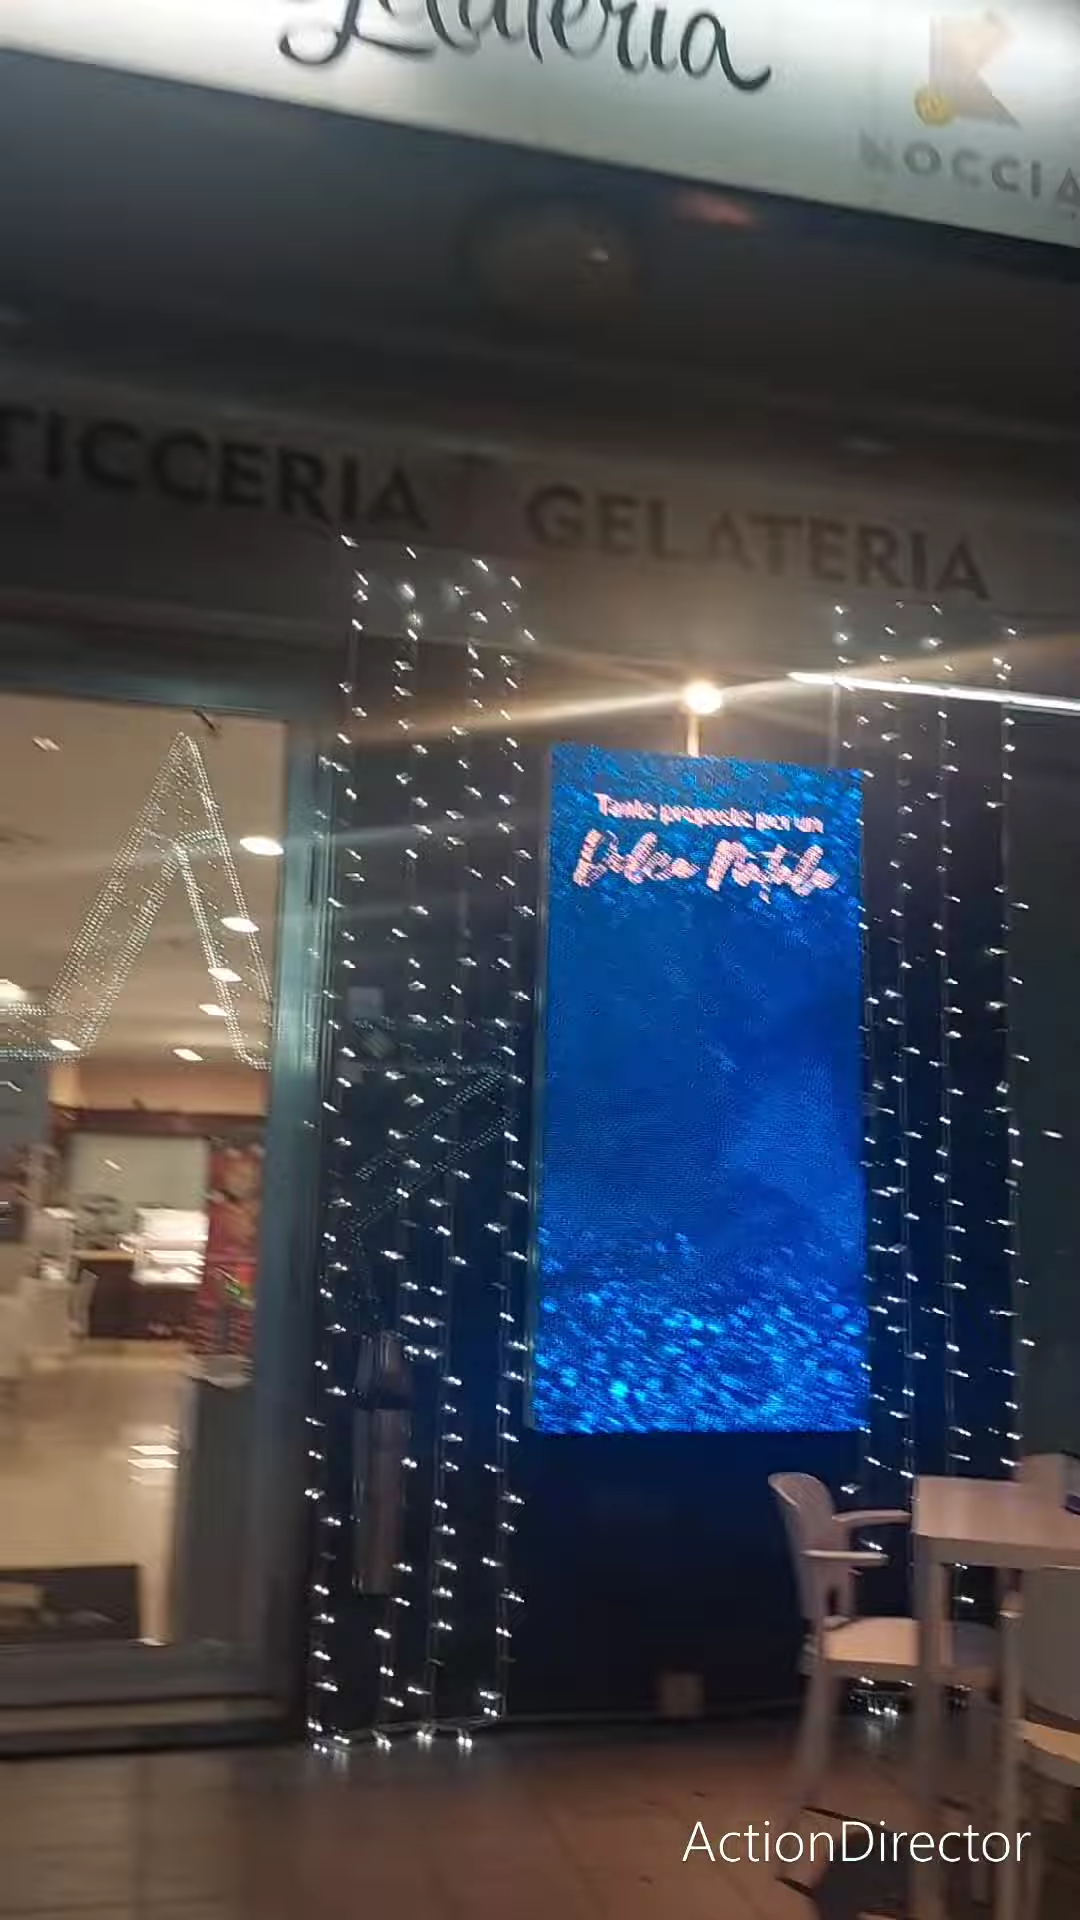 gelateria
NOCCIA
TICCERIA GELATERIA
Tante proposte per un
Dolce Natale
ActionDirector